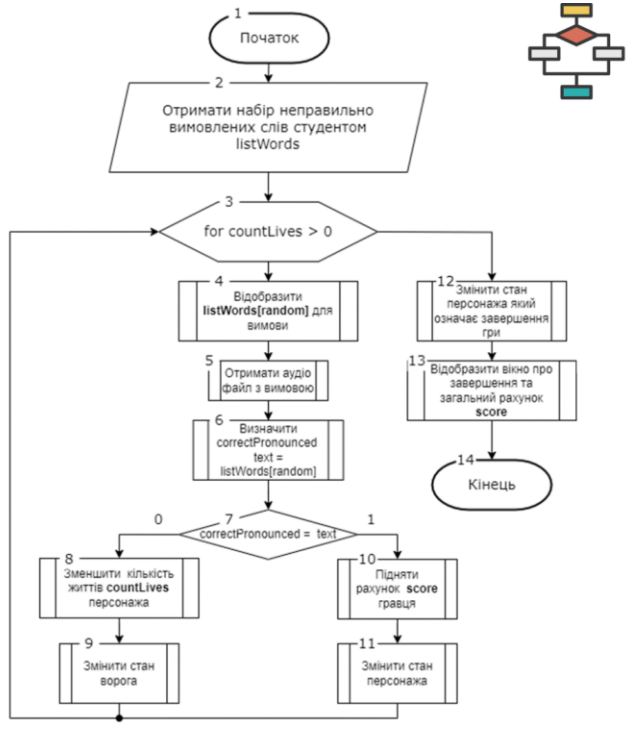 1
Початок
2
Отримати набір неправильно
вимовлених слів студентом
listWords
3
for countLives > 0
4
Відобразити
listWords[random] для
вимови
5
Отримати аудіо
файл з вимовою
6
Визначити
correctPronounced
text =
listWords[random]
0
7
1
correctPronounced = text
8
Зменшити кількість
життів countLives
персонажа
9
Змінити стан
ворога
10
Підняти
рахунок score
гравця
11
Змінити стан
персонажа
12
Змінити стан
персонажа який
означає завершення
гри
13
Відобразити вікно про
завершення та
загальний рахунок
score
14
Кінець